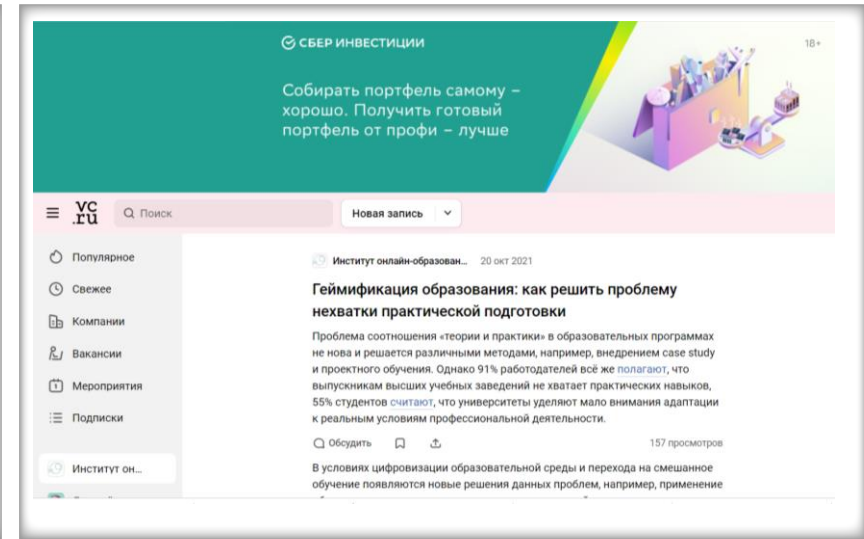 СБЕР ИНВЕСТИЦИИ
18+
Собирать портфель самому –
хорошо. Получить готовый
портфель от профи – лучше
vc.ru
Поиск
Новая запись
Популярное
Свежее
Компании
Вакансии
Мероприятия
Подписки
Институт он...
Институт онлайн-образован... 20 окт 2021
Геймификация образования: как решить проблему
нехватки практической подготовки
Проблема соотношения «теории и практики» в образовательных программах
не нова и решается различными методами, например, внедрением case study
и проектного обучения. Однако 91% работодателей всё же полагают, что
выпускникам высших учебных заведений не хватает практических навыков,
55% студентов считают, что университеты уделяют мало внимания адаптации
к реальным условиям профессиональной деятельности.
Обсудить
157 просмотров
В условиях цифровизации образовательной среды и перехода на смешанное
обучение появляются новые решения данных проблем, например, применение